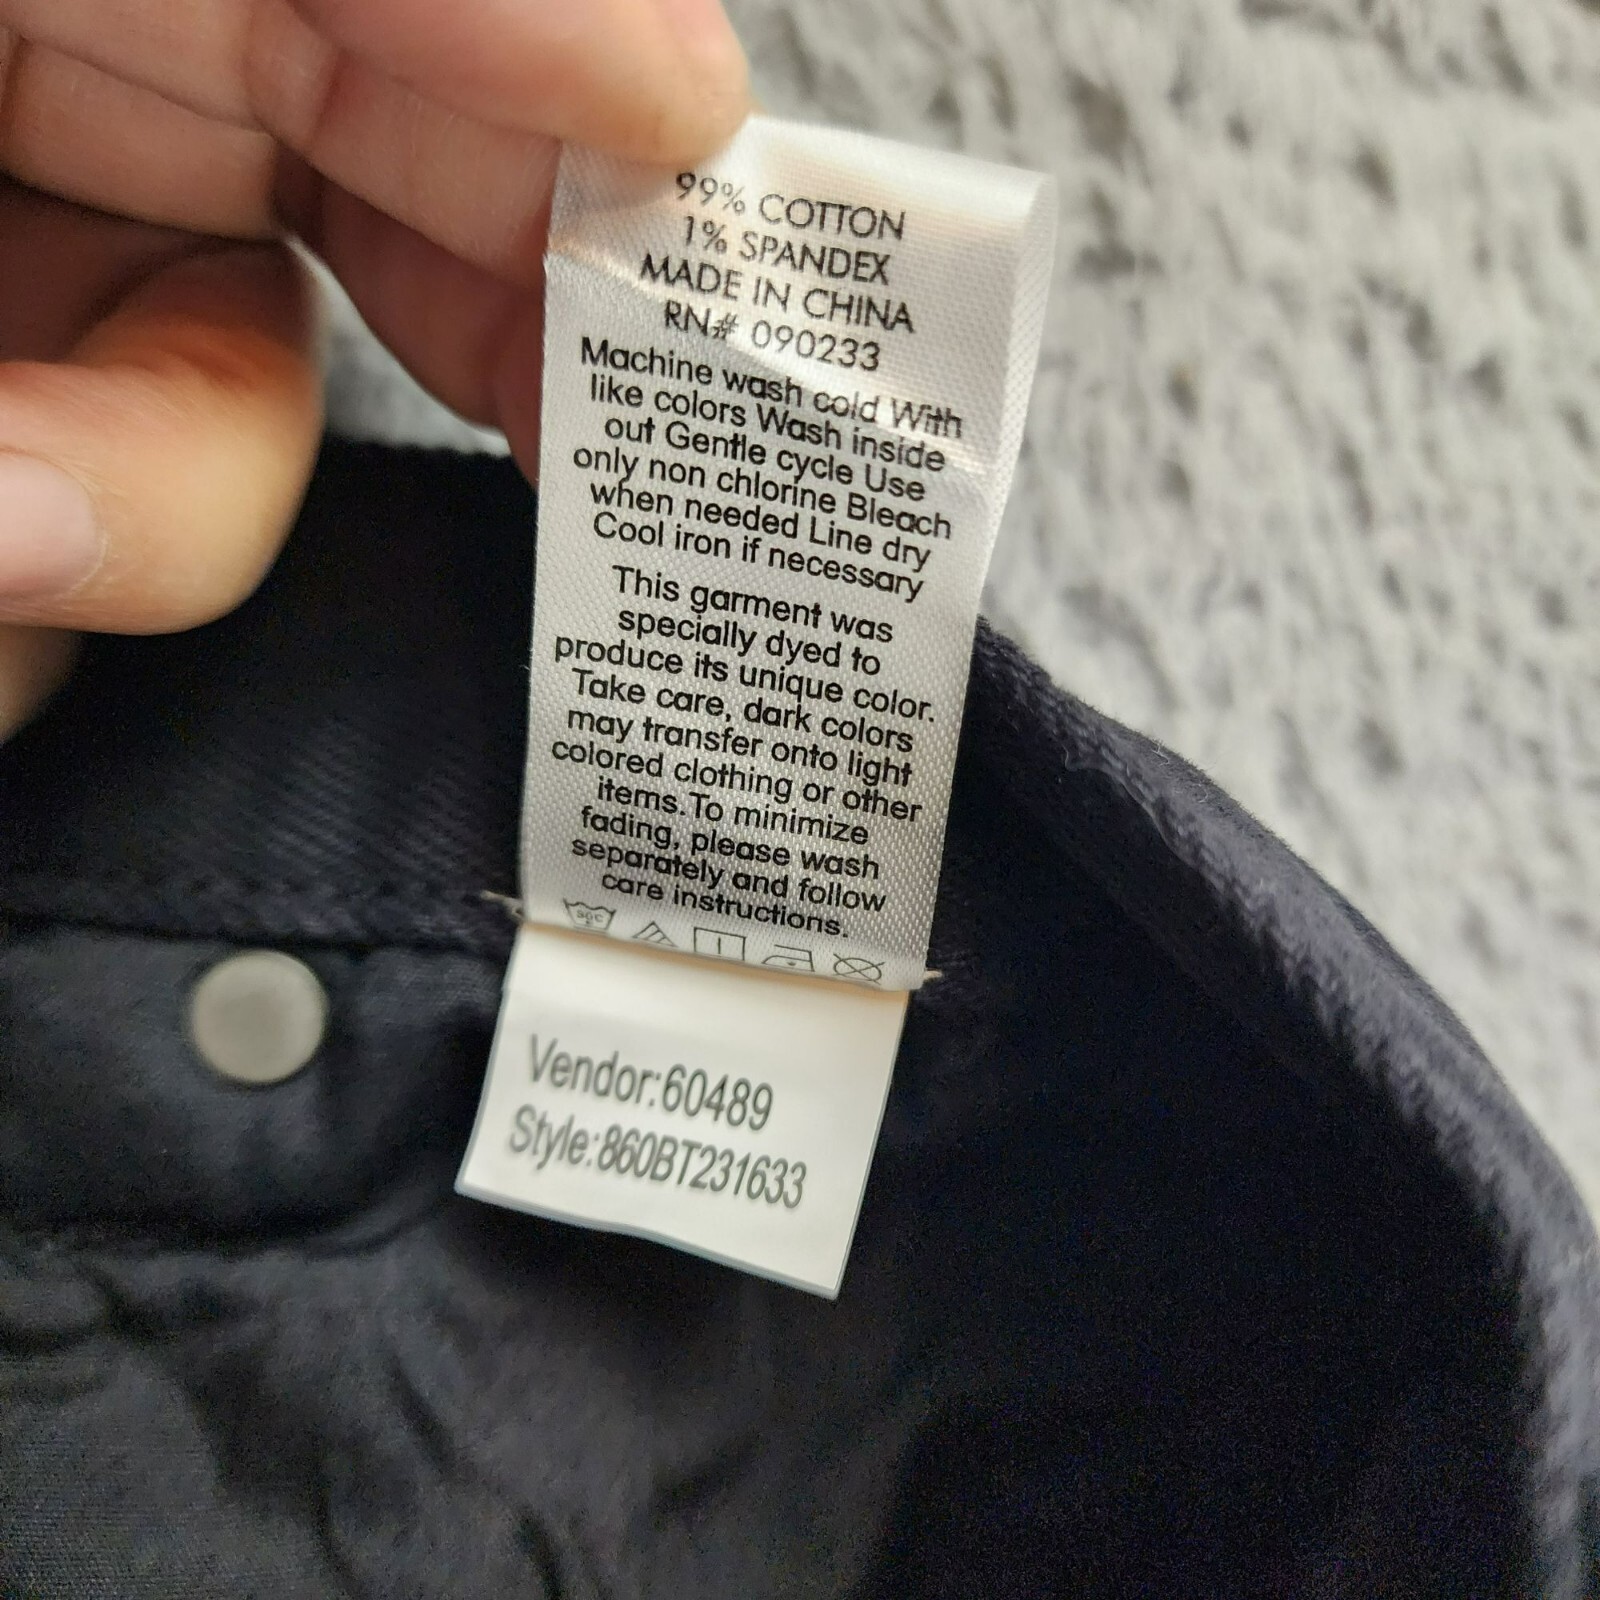 99% COTTON
1% SPANDEX
MADE IN CHINA
RN# 090233
Machine wash cold With
like colors Wash inside
out Gentle cycle Use
only non chlorine Bleach
when needed Line dry
Cool iron if necessary
This garment was
specially dyed to
produce its unique color.
Take care, dark colors
may transfer onto light
colored clothing or other
items.To minimize
fading, please wash
separately and follow
care instructions.
Vendor:60489
Style:860BT231633